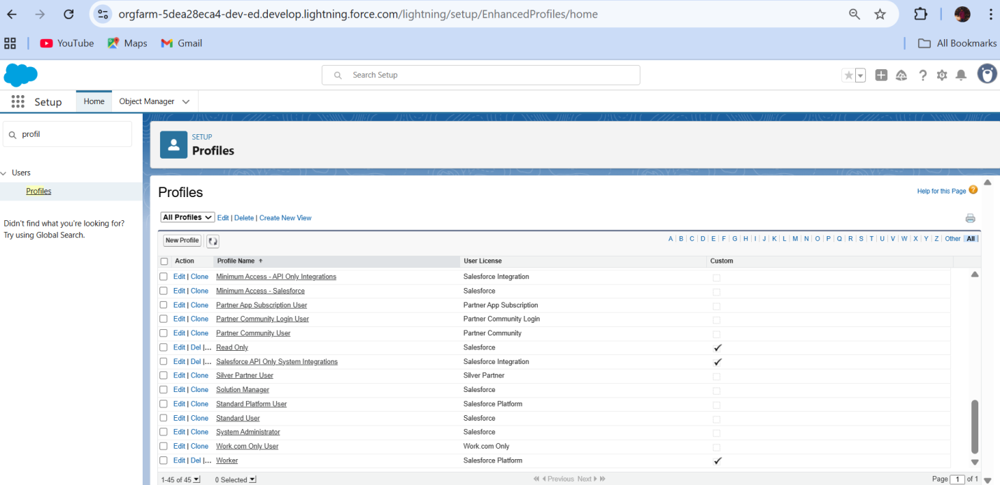 orgfarm-5dea28eca4-dev-ed.develop.lightning.force.com/lightning/setup/EnhancedProfiles/home
YouTube Maps Gmail All Bookmarks
Search Setup
Setup Home Object Manager
profil
Users
Profiles
Didn't find what you're looking for?
Try using Global Search.
SETUP
Profiles
Profiles
Help for this Page ?
All Profiles Edit | Delete | Create New View
New Profile A | B | C | D | E | F | G | H | I | J | K | L | M | N | O | P | Q | R | S | T | U | V | W | X | Y | Z | Other | All
Action Profile Name User License Custom
Edit | Clone Minimum Access - API Only Integrations Salesforce Integration
Edit | Clone Minimum Access - Salesforce Salesforce
Edit | Clone Partner App Subscription User Partner App Subscription
Edit | Clone Partner Community Login User Partner Community Login
Edit | Clone Partner Community User Partner Community
Edit | Del |... Read Only Salesforce
Edit | Del |... Salesforce API Only System Integrations Salesforce Integration
Edit | Clone Silver Partner User Silver Partner
Edit | Clone Solution Manager Salesforce
Edit | Clone Standard Platform User Salesforce Platform
Edit | Clone Standard User Salesforce
Edit | Clone System Administrator Salesforce
Edit | Clone Work.com Only User Work.com Only
Edit | Del |... Worker Salesforce Platform
1-45 of 45 0 Selected Previous Next Page 1 of 1